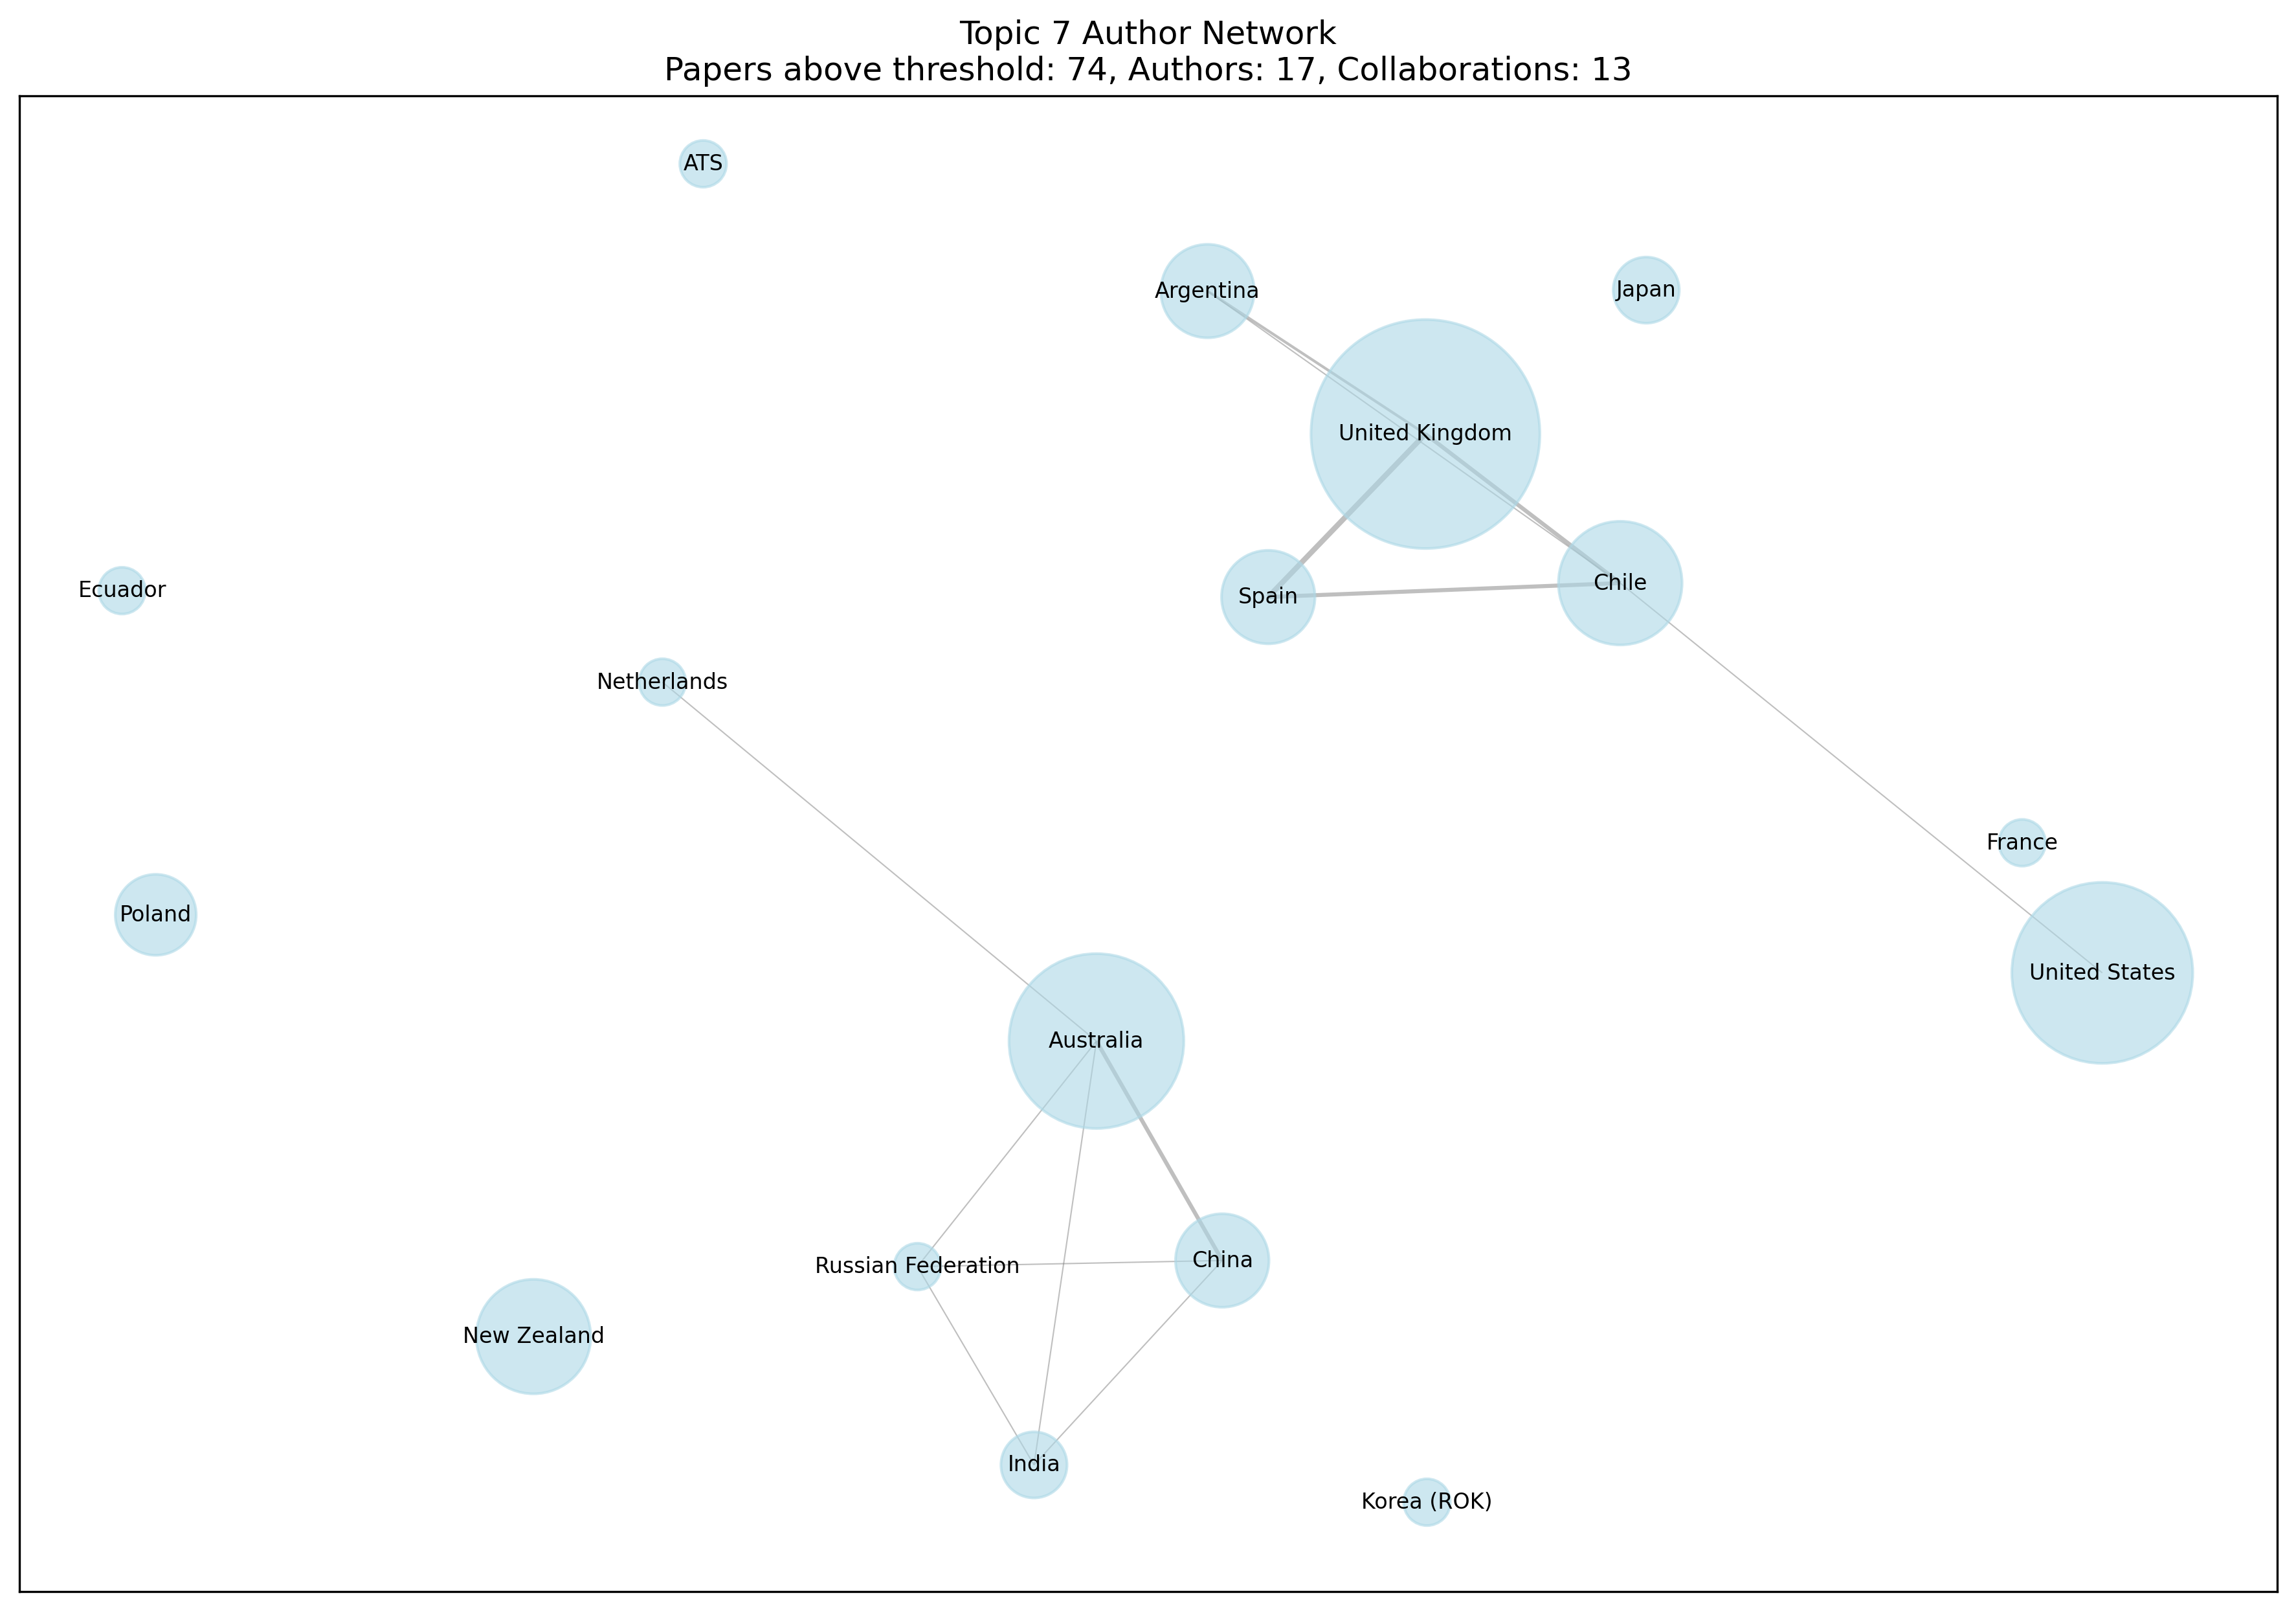 Topic 7 Author Network
Papers above threshold: 74, Authors: 17, Collaborations: 13
ATS
Argentina
Japan
United Kingdom
Chile
Ecuador
Spain
Netherlands
France
Poland
United States
Australia
China
Russian Federation
New Zealand
India
Korea (ROK)